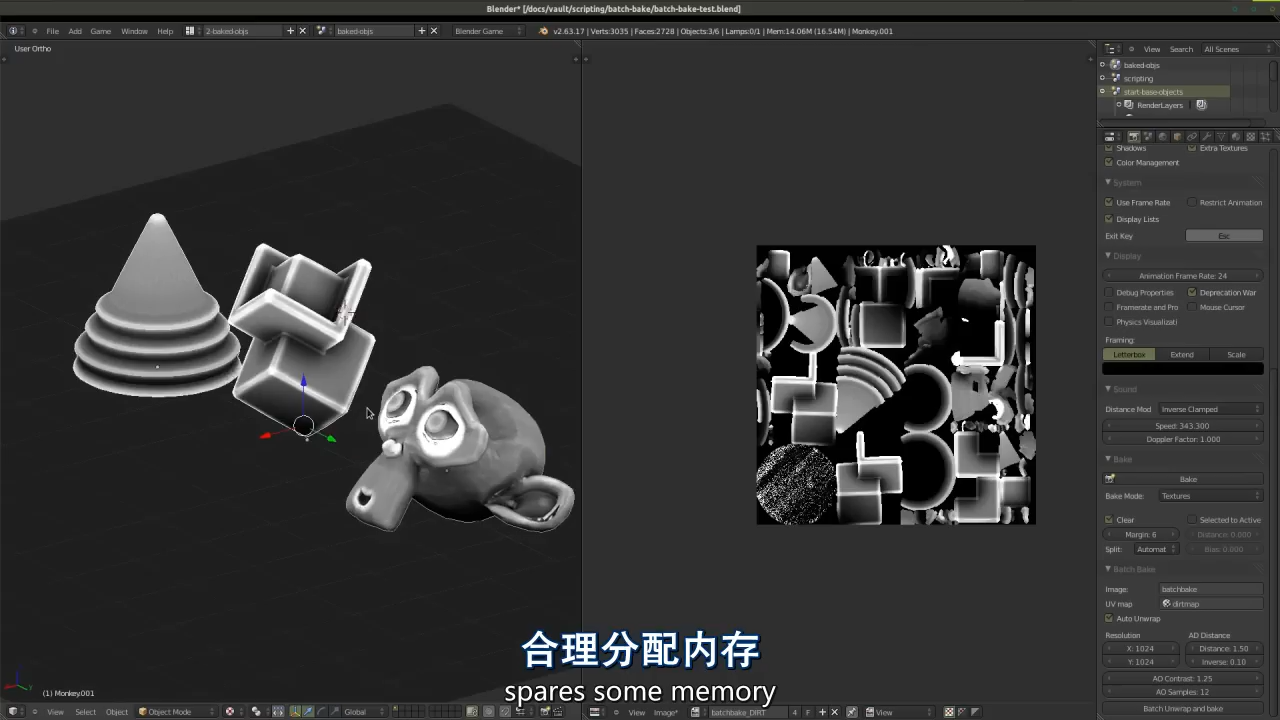 Blender* [/docs/vault/scripting/batch-bake/batch-bake-test.blend]
File Add Game Window Help 2-baked-objs baked-objs Blender Game v2.63.17 | Verts:3035 | Faces:2728 | Objects:3/6 | Lamps:0/1 | Mem:14.06M (16.54M) | Monkey.001
User Ortho
View Search All Scenes
baked-objs
scripting
start-base-objects
RenderLayers
Shadows Extra Textures
Color Management
System
Use Frame Rate Restrict Animation
Display Lists
Exit Key Esc
Display
Animation Frame Rate: 24
Debug Properties Deprecation War
Framerate and Pro Mouse Cursor
Physics Visualizati
Framing:
Letterbox Extend Scale
Sound
Distance Mod Inverse Clamped
Speed: 343.300
Doppler Factor: 1.000
Bake
Bake
Bake Mode: Textures
Clear Selected to Active
Margin: 6 Distance: 0.000
Split: Automat Bias: 0.000
Batch Bake
Image: batchbake
UV map dirtmap
Auto Unwrap
Resolution AO Distance
X: 1024 Distance: 1.50
Y: 1024 Inverse: 0.10
AO Contrast: 1.25
AO Samples: 12
Batch Unwrap and bake
合理分配内存
spares some memory
(1) Monkey.001
View Select Object Object Mode Global View Image* batchbake_DIRT 4 F View